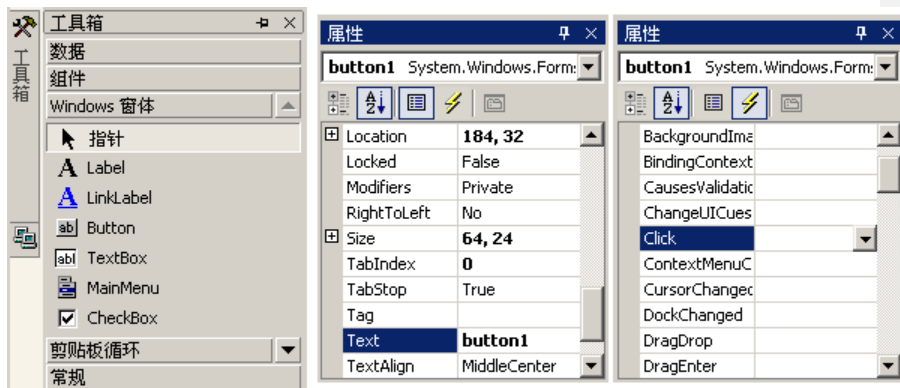 工具箱
工具箱
数据
组件
Windows 窗体
指针
A Label
A LinkLabel
ab Button
abl TextBox
MainMenu
CheckBox
剪贴板循环
常规
属性
button1 System.Windows.Form:
Location 184, 32
Locked False
Modifiers Private
RightToLeft No
Size 64, 24
TabIndex 0
TabStop True
Tag
Text button1
TextAlign MiddleCenter
属性
button1 System.Windows.Form:
BackgroundIma
BindingContext
CausesValidatic
ChangeUICues
Click
ContextMenuC
CursorChanged
DockChanged
DragDrop
DragEnter